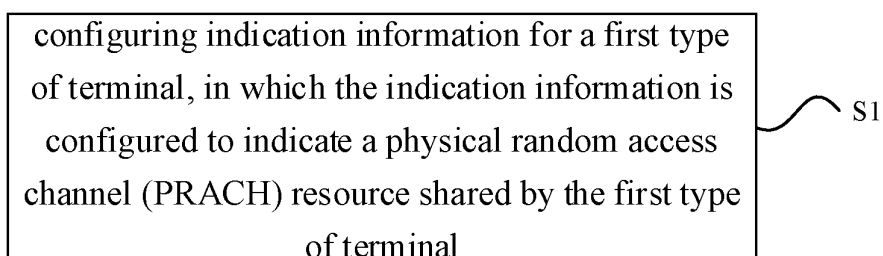 configuring indication information for a first type
of terminal, in which the indication information is
configured to indicate a physical random access
channel (PRACH) resource shared by the first type
of terminal
S1